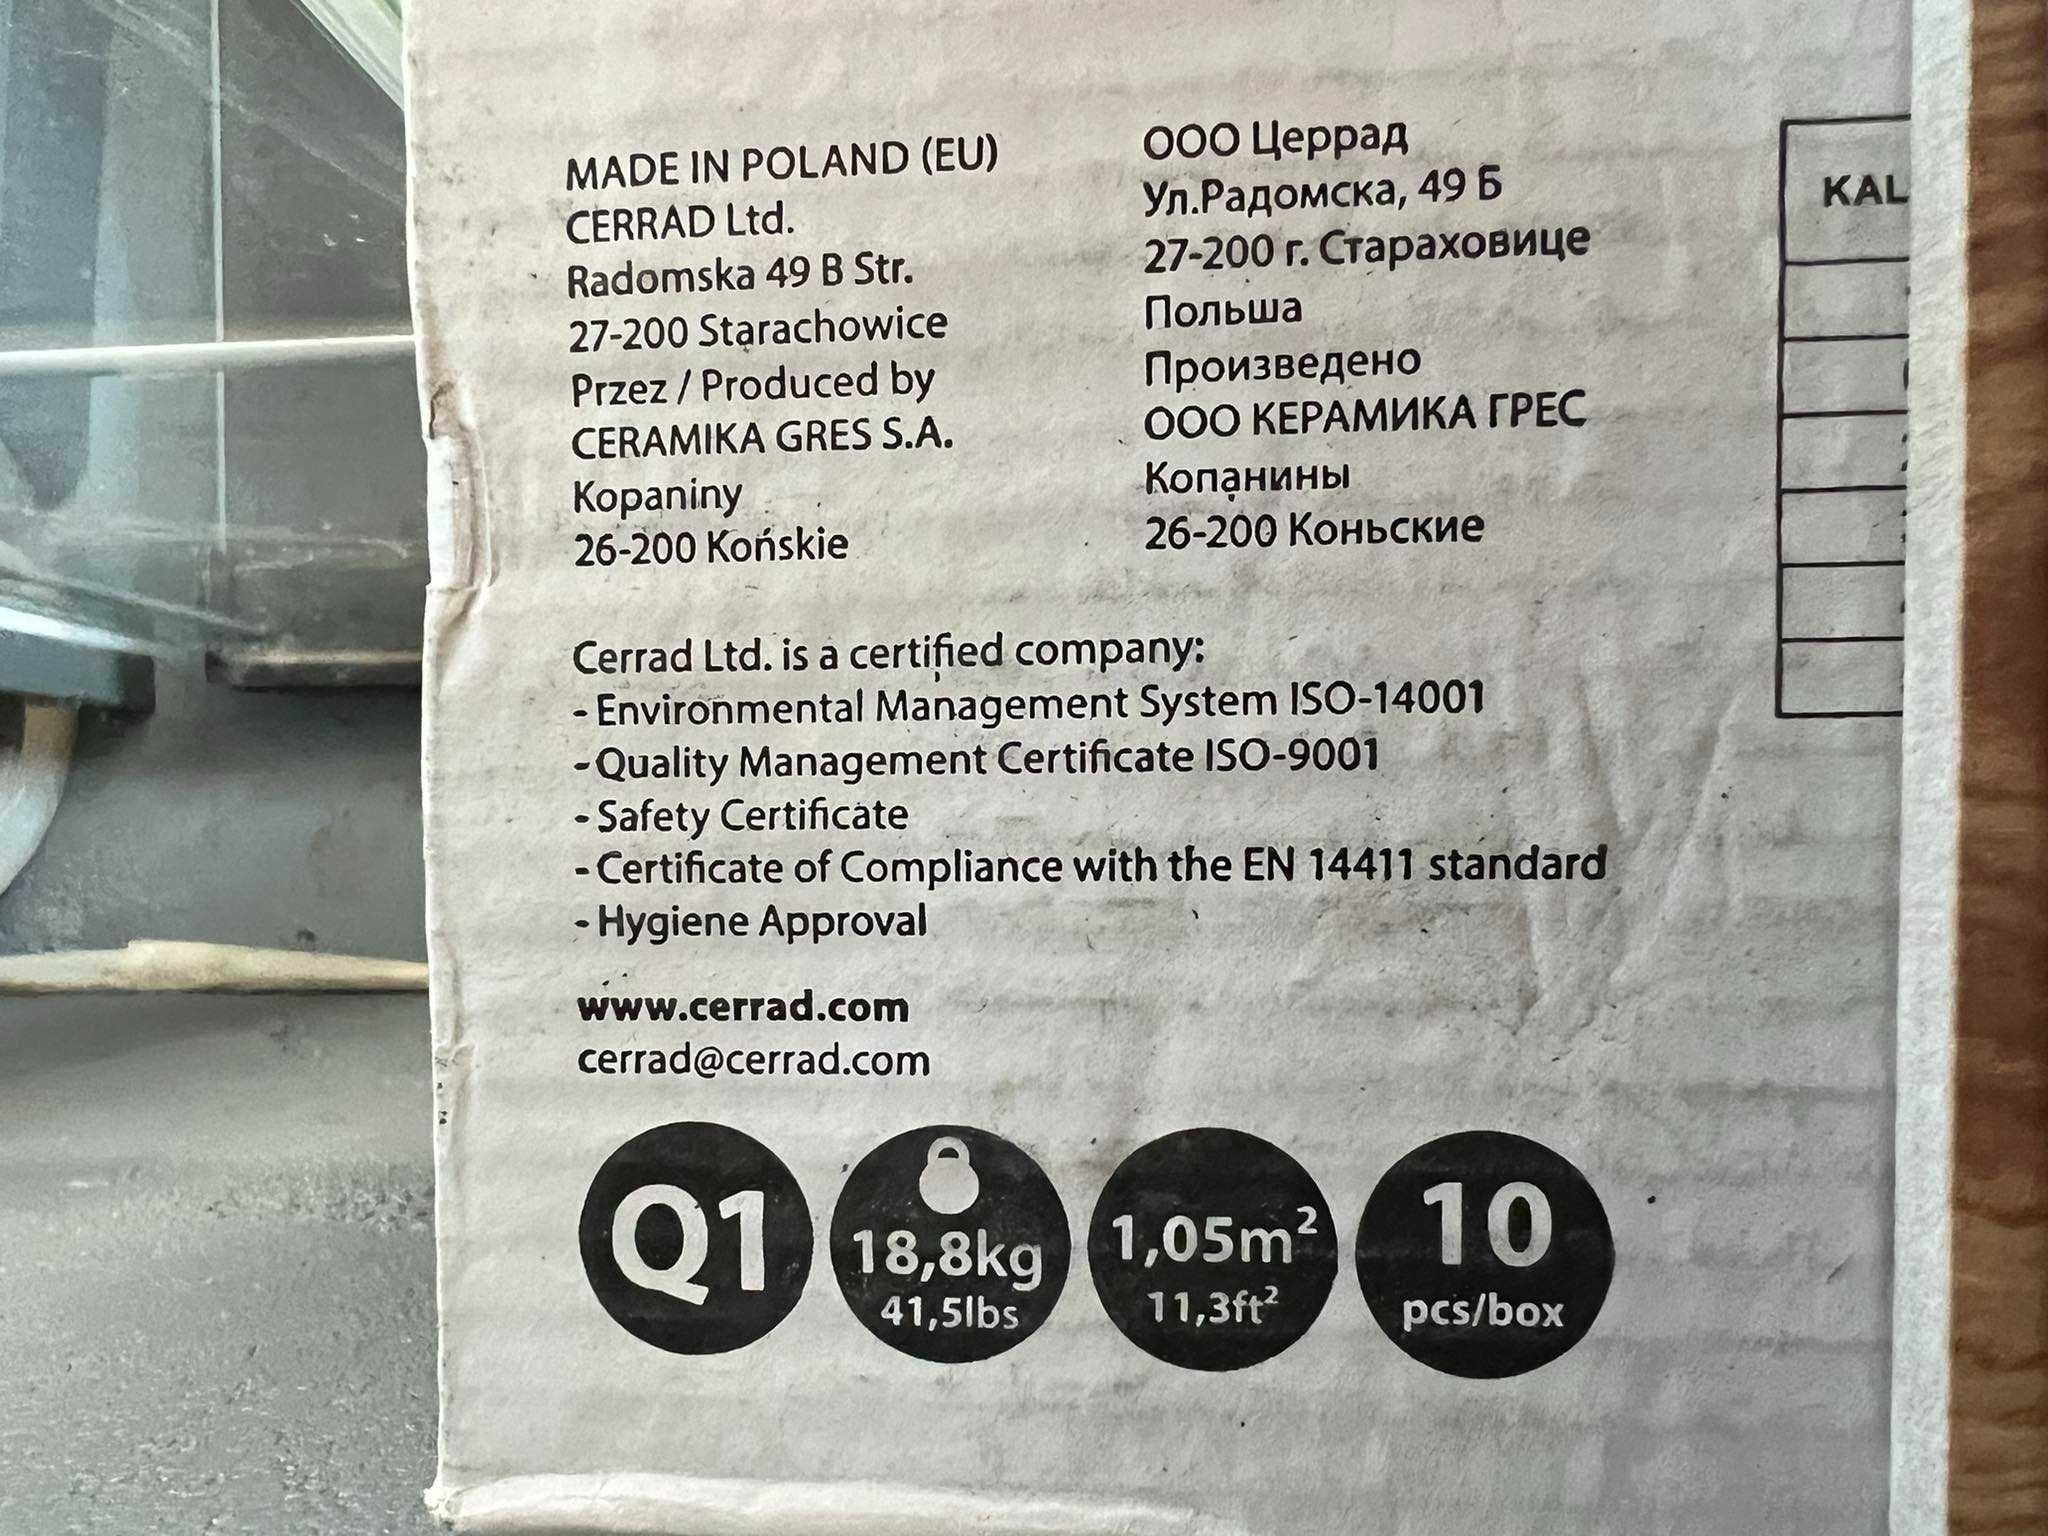 MADE IN POLAND (EU)
CERRAD Ltd.
Radomska 49 B Str.
27-200 Starachowice
Przez / Produced by
CERAMIKA GRES S.A.
Kopaniny
26-200 Końskie
ООО Церрад
Ул.Радомска, 49 Б
27-200 г. Стараховице
Польша
Произведено
ООО КЕРАМИКА ГРЕС
Копанины
26-200 Коньские
KAL
Cerrad Ltd. is a certified company:
- Environmental Management System ISO-14001
- Quality Management Certificate ISO-9001
- Safety Certificate
- Certificate of Compliance with the EN 14411 standard
- Hygiene Approval
www.cerrad.com
cerrad@cerrad.com
Q1
18,8kg
41,5lbs
1,05m²
11,3ft²
10
pcs/box